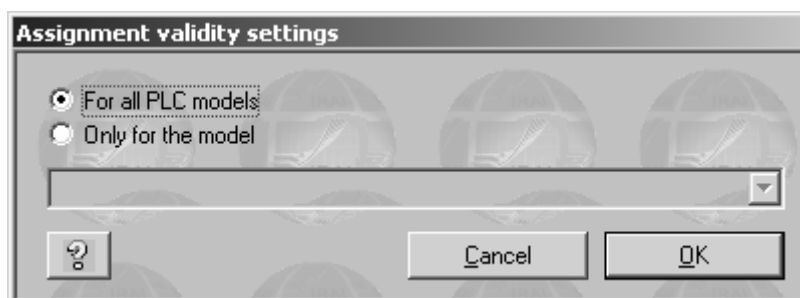 Assignment validity settings
For all PLC models
Only for the model
?
Cancel
OK